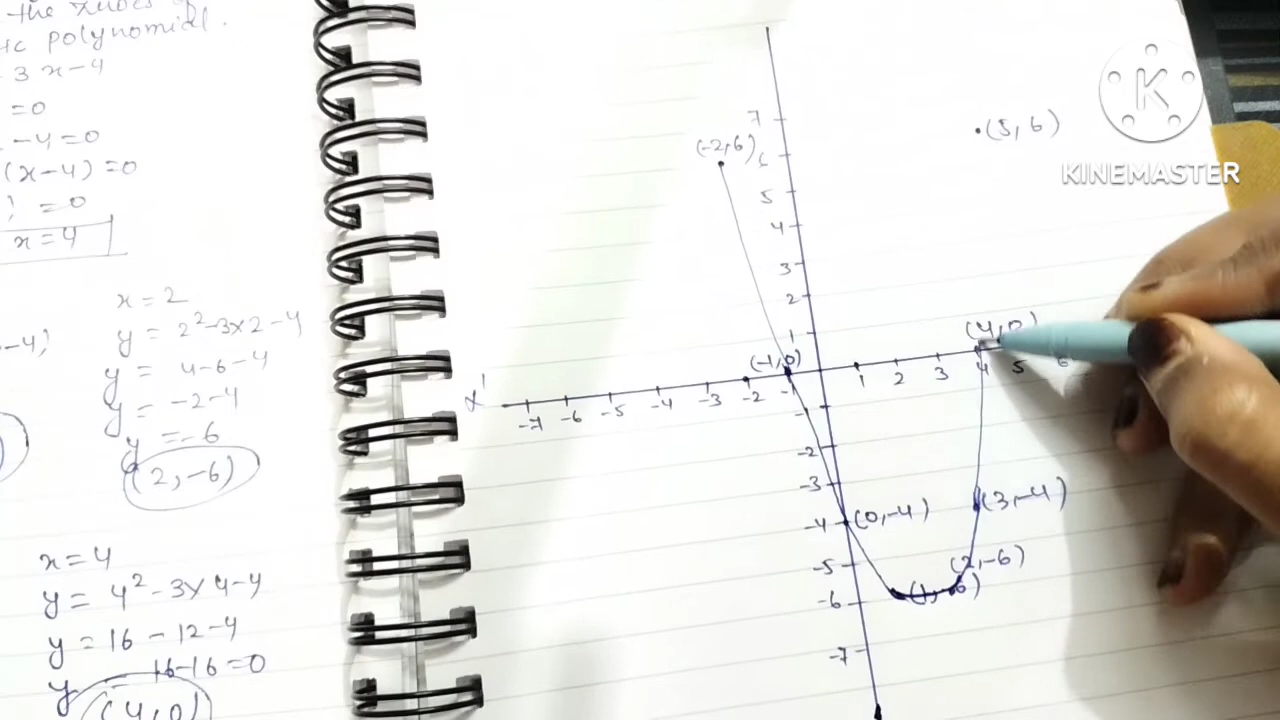 the
polynomial.
3x-4
=0
-4=0
(x-4)=0
) =0
x=4
-4)
x=2
y = 2²-3x2-4
y = 4-6-4
y = -2-4
y = -6
(2,-6)
x=4
y = 4²-3x4-4
y = 16-12-4
y 16-16=0
(4,0)
7
(-2,6) 6
5
4
3
2
1
(5, 6)
(-1,0)
(4,0)
x'
-7 -6 -5 -4 -3 -2 -1 1 2 3 4 5 6
-1
-2
-3
-4 (0,-4) (3,-4)
-5 (2,-6)
-6 (1,-6)
-7
K
KINEMASTER